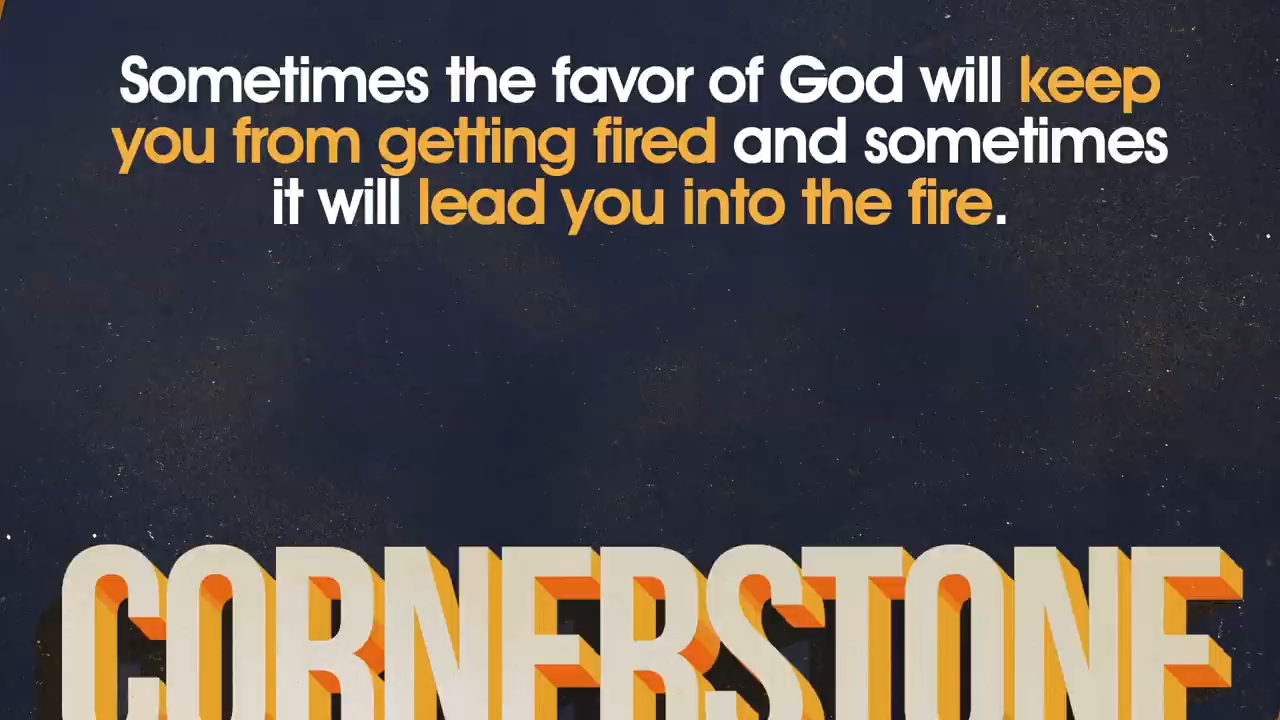 Sometimes the favor of God will keep
you from getting fired and sometimes
it will lead you into the fire.
CORNERSTONE